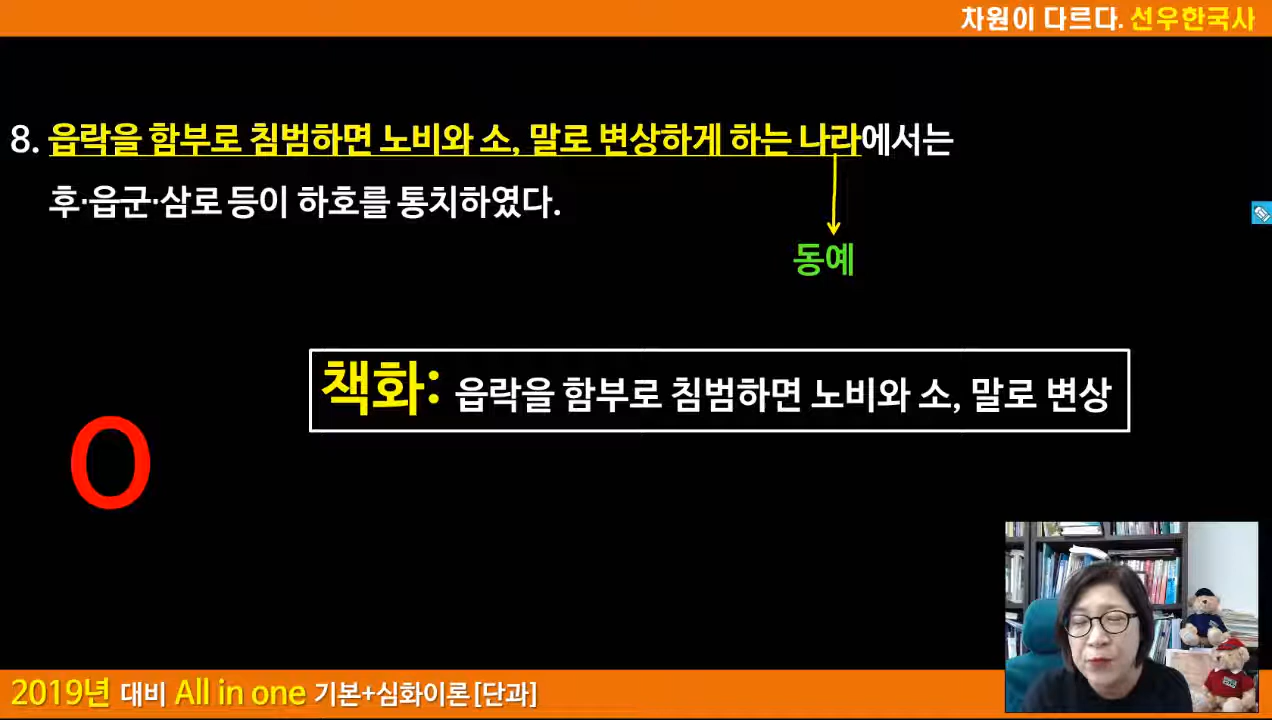 차원이 다르다. 선우한국사
8. 읍락을 함부로 침범하면 노비와 소, 말로 변상하게 하는 나라에서는
후·읍군·삼로 등이 하호를 통치하였다.
동예
책화: 읍락을 함부로 침범하면 노비와 소, 말로 변상
O
2019년 대비 All in one 기본+심화이론[단과]